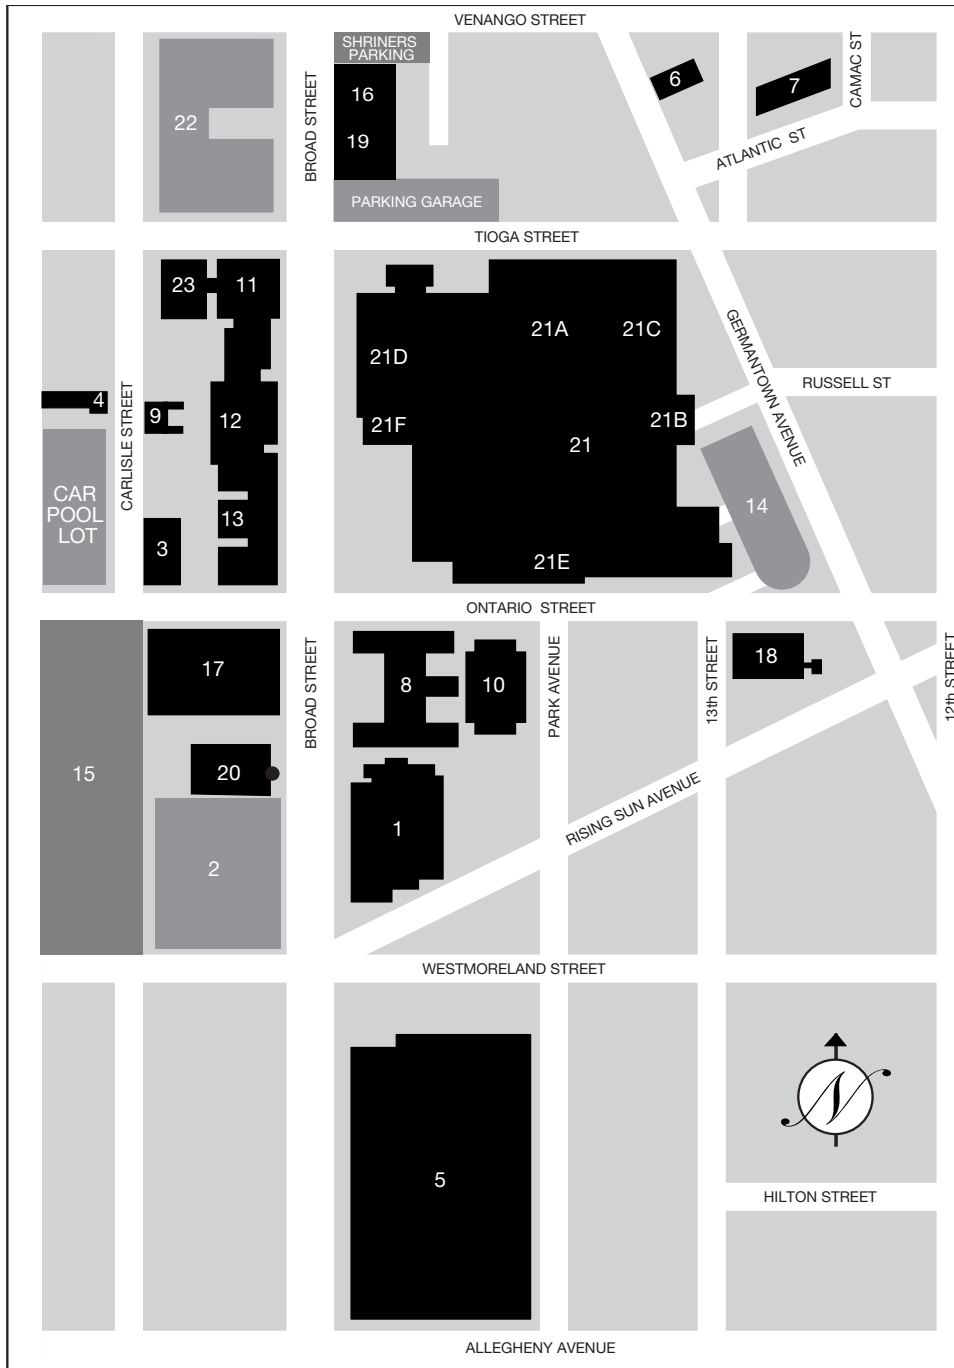 VENANGO STREET
SHRINERS
PARKING
BROAD STREET
CAMAC ST
6
7
16
22
19
ATLANTIC ST
PARKING GARAGE
TIOGA STREET
23
11
21A
21C
GERMANTOWN AVENUE
21D
RUSSELL ST
4
CARLISLE STREET
9
12
21F
21B
21
CAR
POOL
LOT
13
14
3
21E
ONTARIO STREET
17
BROAD STREET
8
10
PARK AVENUE
13th STREET
18
12th STREET
15
20
RISING SUN AVENUE
1
2
WESTMORELAND STREET
N
5
HILTON STREET
ALLEGHENY AVENUE